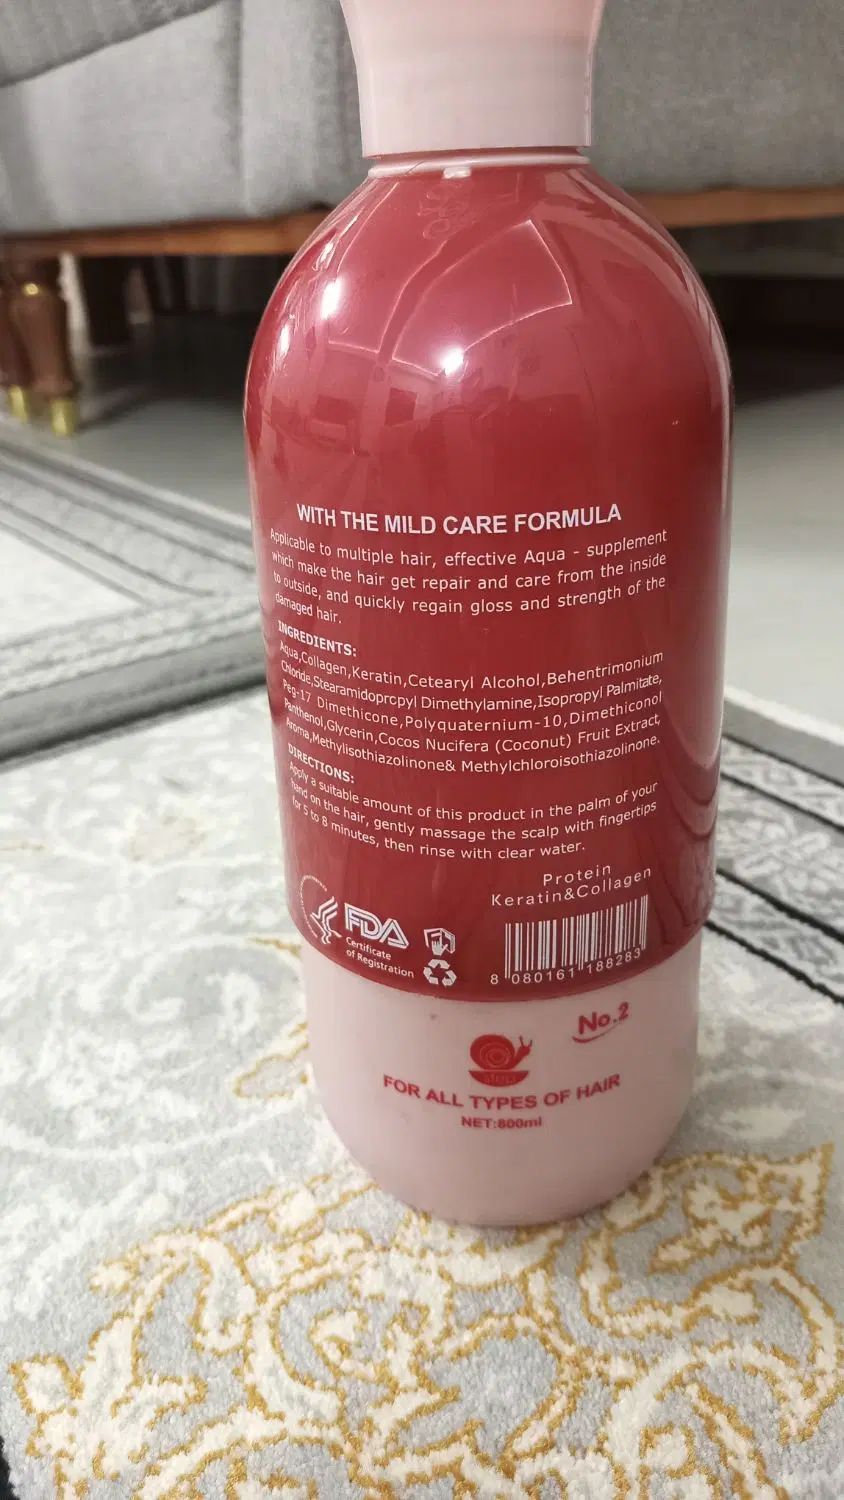 WITH THE MILD CARE FORMULA
Applicable to multiple hair, effective Aqua - supplement
which make the hair get repair and care from the inside
to outside, and quickly regain gloss and strength of the
damaged hair.
INGREDIENTS:
Aqua,Collagen,Keratin,Cetearyl Alcohol,Behentrimonium
Chloride,Stearamidoprcpyl Dimethylamine,Isopropyl Palmitate,
Peg-17 Dimethicone,Polyquaternium-10,Dimethiconol
Panthenol,Glycerin,Cocos Nucifera (Coconut) Fruit Extract,
Aroma,Methylisothiazolinone& Methylchloroisothiazolinone.
DIRECTIONS:
Apply a suitable amount of this product in the palm of your
hand on the hair, gently massage the scalp with fingertips
for 5 to 8 minutes, then rinse with clear water.
Protein
Keratin&Collagen
FDA
Certificate
of Registration
8 080161 188283
No.2
FOR ALL TYPES OF HAIR
NET:800ml